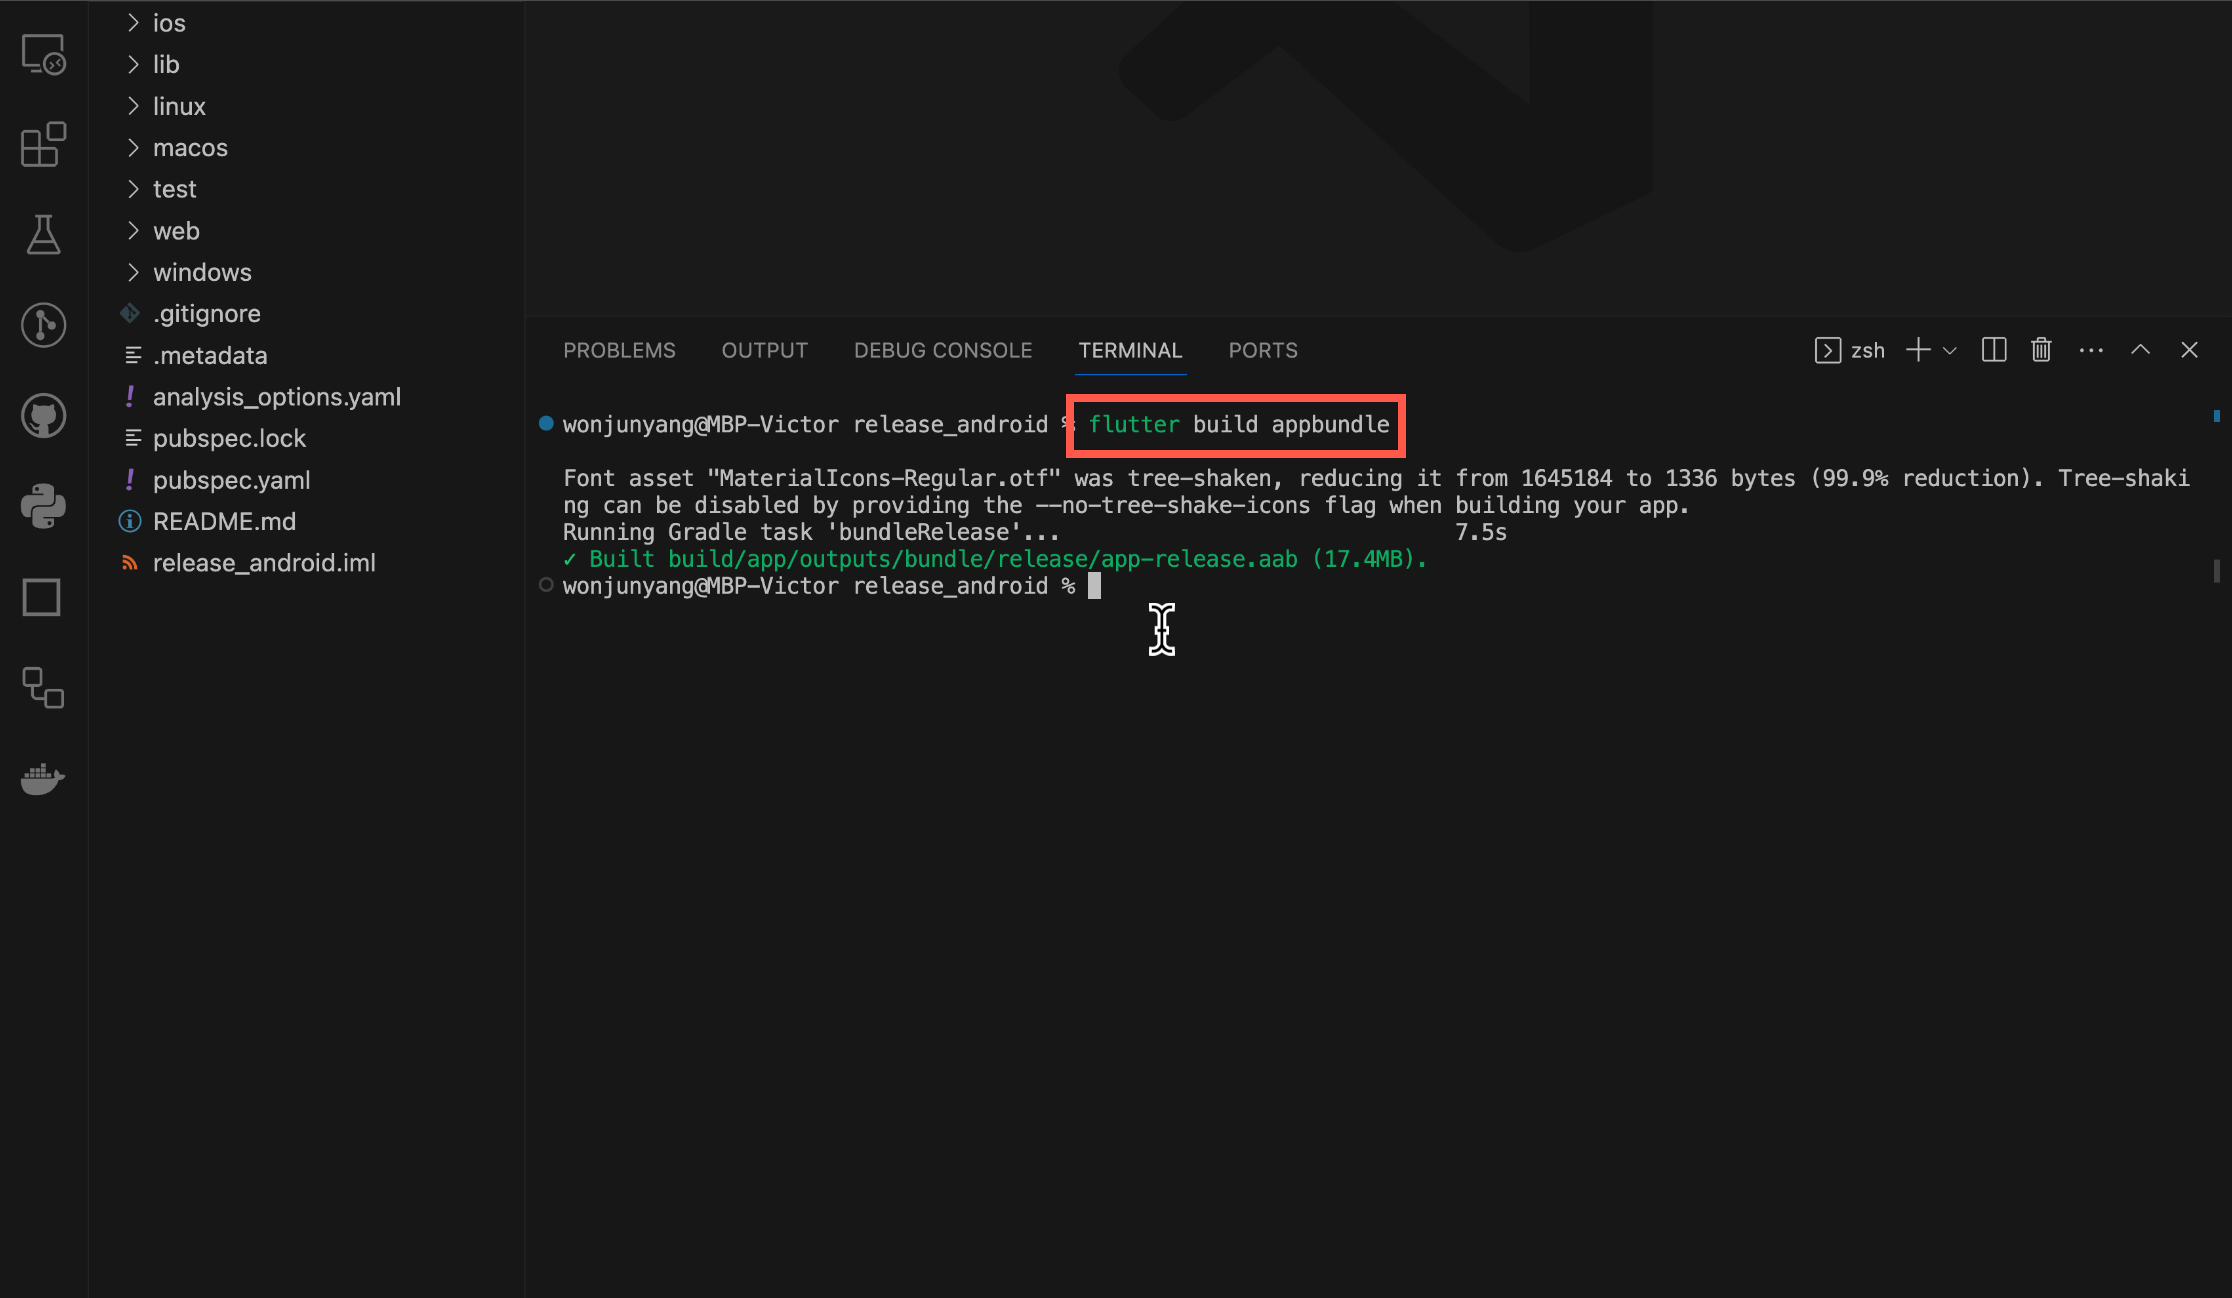 ios
lib
linux
macos
test
web
windows
.gitignore
.metadata
analysis_options.yaml
pubspec.lock
pubspec.yaml
README.md
release_android.iml
PROBLEMS OUTPUT DEBUG CONSOLE TERMINAL PORTS zsh
wonjunyang@MBP-Victor release_android % flutter build appbundle
Font asset "MaterialIcons-Regular.otf" was tree-shaken, reducing it from 1645184 to 1336 bytes (99.9% reduction). Tree-shaki
ng can be disabled by providing the --no-tree-shake-icons flag when building your app.
Running Gradle task 'bundleRelease'... 7.5s
✓ Built build/app/outputs/bundle/release/app-release.aab (17.4MB).
wonjunyang@MBP-Victor release_android %